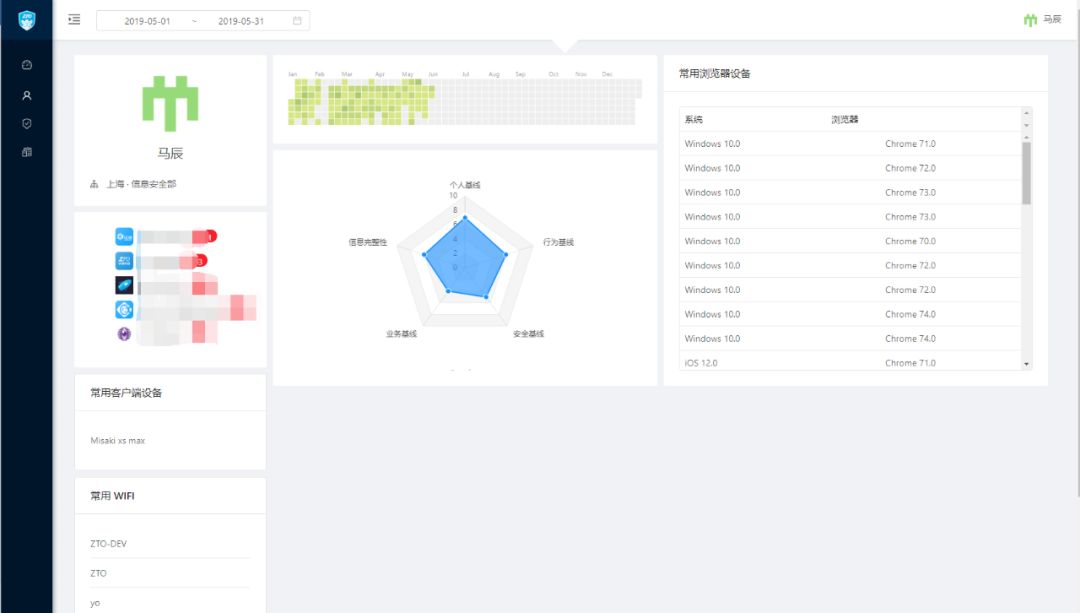 2019-05-01 ~ 2019-05-31
马辰
马辰
上海 · 信息安全部
ZTO
ZTO
1
3
常用客户端设备
Misaki xs max
常用 WIFI
ZTO-DEV
ZTO
yo
Jan Feb Mar Apr May Jun Jul Aug Sep Oct Nov Dec
个人基线
10
8
6
4
2
0
信息完整性
行为基线
业务基线
安全基线
常用浏览器设备
系统 浏览器
Windows 10.0 Chrome 71.0
Windows 10.0 Chrome 72.0
Windows 10.0 Chrome 73.0
Windows 10.0 Chrome 73.0
Windows 10.0 Chrome 70.0
Windows 10.0 Chrome 72.0
Windows 10.0 Chrome 72.0
Windows 10.0 Chrome 74.0
Windows 10.0 Chrome 74.0
iOS 12.0 Chrome 71.0